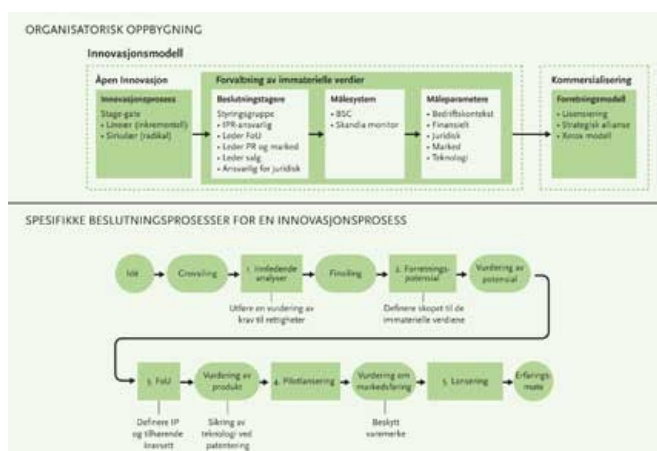 ORGANISATORISK OPPBYGNING
Innovasjonsmodell
Åpen Innovasjon
Innovasjonsprosess
Stage-gate
• Lineær (inkrementell)
• Sirkulær (radikal)
Forvaltning av immaterielle verdier
Beslutningstagere
Styringsgruppe
• IPR-ansvarlig
• Leder FoU
• Leder PR og marked
• Leder salg
• Ansvarlig for juridisk
Målesystem
• BSC
• Skandia monitor
Måleparametere
• Bedriftskontekst
• Finansielt
• Juridisk
• Marked
• Teknologi
Kommersialisering
Forretningsmodell
• Lisensiering
• Strategisk allianse
• Xerox modell
SPESIFIKKE BESLUTNINGSPROSESSER FOR EN INNOVASJONSPROSESS
Idé
Grovsiling
1. Innledende
analyser
Finsiling
2. Forretnings-
potensial
Vurdering av
potensial
Utføre en vurdering av
krav til rettigheter
Definere skopet til de
immaterielle verdiene
3. FoU
Vurdering av
produkt
4. Pilotlansering
Vurdering om
markedsføring
5. Lansering
Erfarings-
møte
Definere IP
og tilhørende
kravsett
Sikring av
teknologi ved
patentering
Beskytt
varemerke